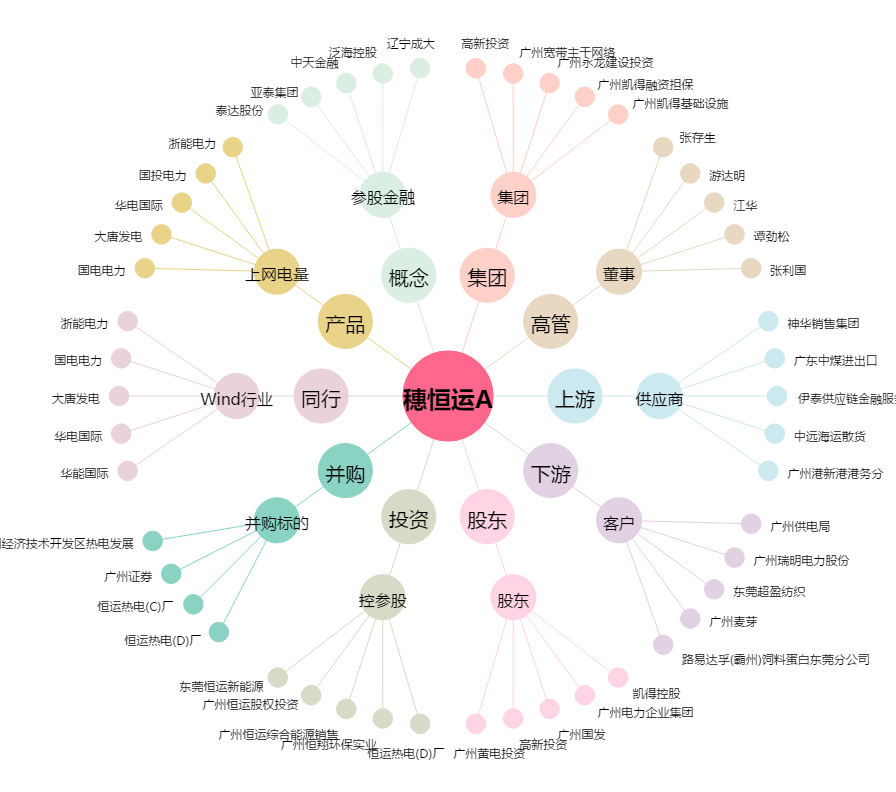 辽宁成大
高新投资
泛海控股
广州宽带主干网络
中天金融
广州永龙建设投资
亚泰集团
广州凯得融资担保
泰达股份
广州凯得基础设施
浙能电力
张存生
国投电力
游达明
参股金融
集团
华电国际
江华
大唐发电
谭劲松
国电电力
上网电量
概念
集团
董事
张利国
产品
高管
浙能电力
神华销售集团
国电电力
广东中煤进出口
大唐发电
Wind行业
同行
穗恒运A
上游
供应商
伊泰供应链金融服务
华电国际
中远海运散货
华能国际
并购
下游
广州港新港港务分
并购标的
投资
股东
客户
广州供电局
经济技术开发区热电发展
广州瑞明电力股份
广州证券
东莞超盈纺织
恒运热电(C)厂
控参股
股东
广州麦芽
恒运热电(D)厂
路易达孚(霸州)饲料蛋白东莞分公司
东莞恒运新能源
凯得控股
广州恒运股权投资
广州电力企业集团
广州恒运综合能源销售
广州国发
广州恒翔环保实业
高新投资
恒运热电(D)厂
广州黄电投资